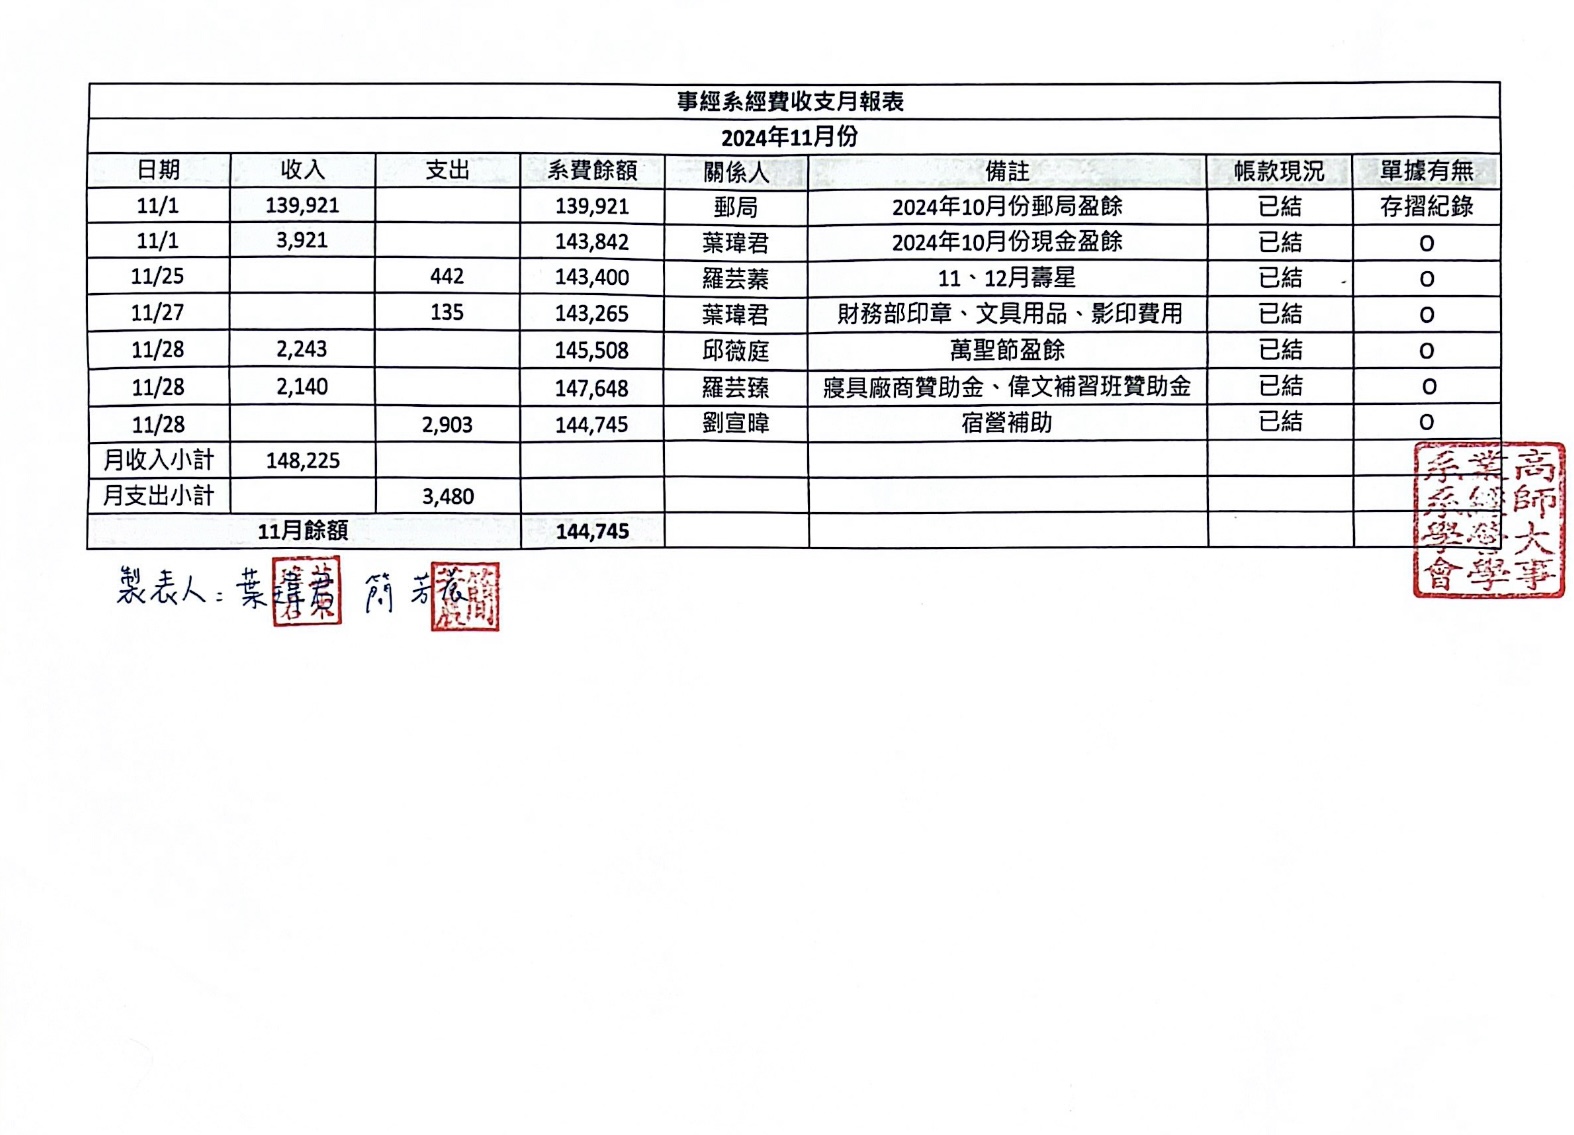 事經系經費收支月報表
2024年11月份
日期 收入 支出 系費餘額 關係人 備註 帳款現況 單據有無
11/1 139,921 139,921 郵局 2024年10月份郵局盈餘 已結 存摺紀錄
11/1 3,921 143,842 葉瑋君 2024年10月份現金盈餘 已結 O
11/25 442 143,400 羅芸蓁 11、12月壽星 已結 O
11/27 135 143,265 葉瑋君 財務部印章、文具用品、影印費用 已結 O
11/28 2,243 145,508 邱薇庭 萬聖節盈餘 已結 O
11/28 2,140 147,648 羅芸臻 寢具廠商贊助金、偉文補習班贊助金 已結 O
11/28 2,903 144,745 劉宣暐 宿營補助 已結 O
月收入小計 148,225
月支出小計 3,480
11月餘額 144,745
高師大事業經營學系系學會
製表人：葉瑋君 簡芳